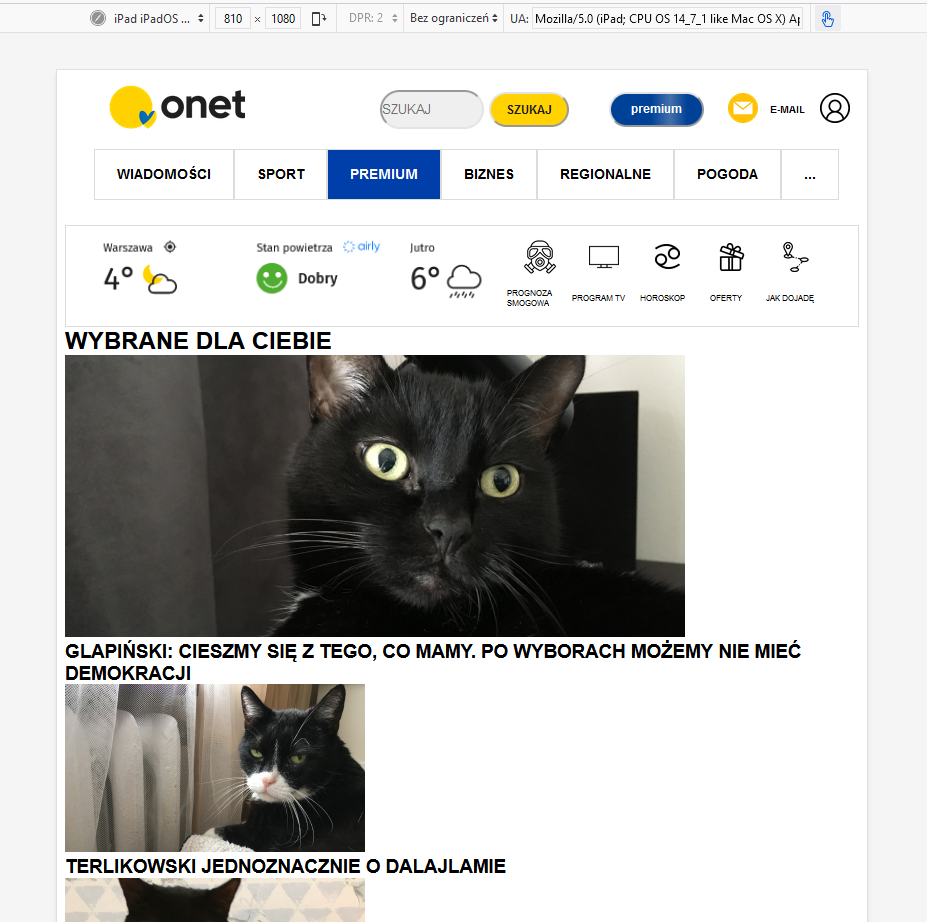 iPad iPadOS ...
810 × 1080
DPR: 2
Bez ograniczeń
UA: Mozilla/5.0 (iPad; CPU OS 14_7_1 like Mac OS X) Ap
onet
SZUKAJ
SZUKAJ
premium
E-MAIL
WIADOMOŚCI
SPORT
PREMIUM
BIZNES
REGIONALNE
POGODA
...
Warszawa
4°
Stan powietrza
airly
Dobry
Jutro
6°
PROGNOZA
SMOGOWA
PROGRAM TV
HOROSKOP
OFERTY
JAK DOJADĘ
WYBRANE DLA CIEBIE
GLAPIŃSKI: CIESZMY SIĘ Z TEGO, CO MAMY. PO WYBORACH MOŻEMY NIE MIEĆ
DEMOKRACJI
TERLIKOWSKI JEDNOZNACZNIE O DALAJLAMIE